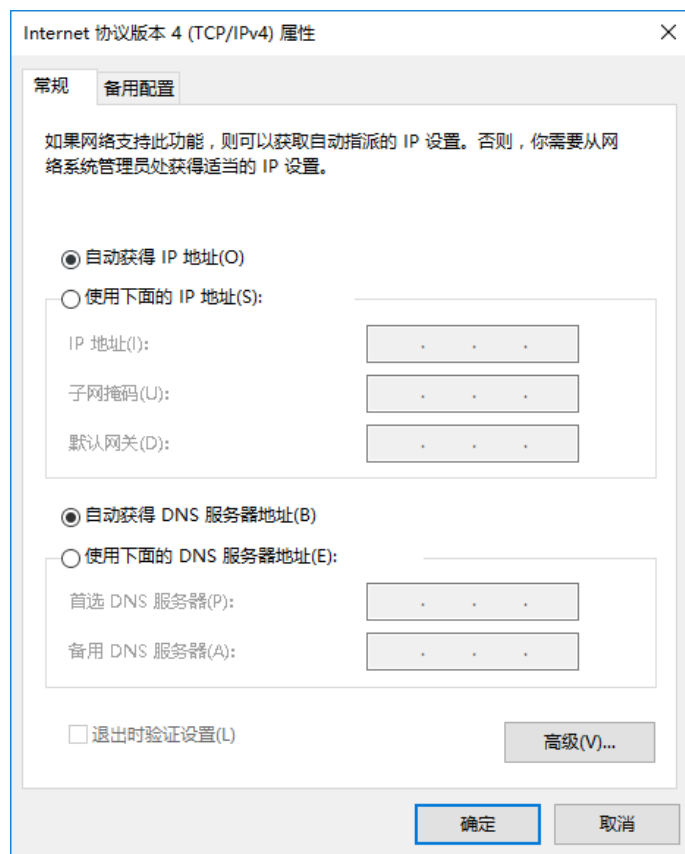 Internet 协议版本 4 (TCP/IPv4) 属性
常规
备用配置
如果网络支持此功能，则可以获取自动指派的 IP 设置。否则，你需要从网
络系统管理员处获得适当的 IP 设置。
自动获得 IP 地址(O)
使用下面的 IP 地址(S):
IP 地址(I):
子网掩码(U):
默认网关(D):
自动获得 DNS 服务器地址(B)
使用下面的 DNS 服务器地址(E):
首选 DNS 服务器(P):
备用 DNS 服务器(A):
退出时验证设置(L)
高级(V)...
确定
取消